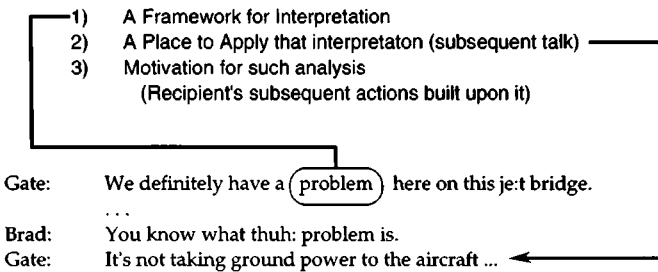 1) A Framework for Interpretation
2) A Place to Apply that interpretaton (subsequent talk)
3) Motivation for such analysis
(Recipient's subsequent actions built upon it)
Gate: We definitely have a problem here on this je:t bridge.
. . .
Brad: You know what thuh: problem is.
Gate: It's not taking ground power to the aircraft ...